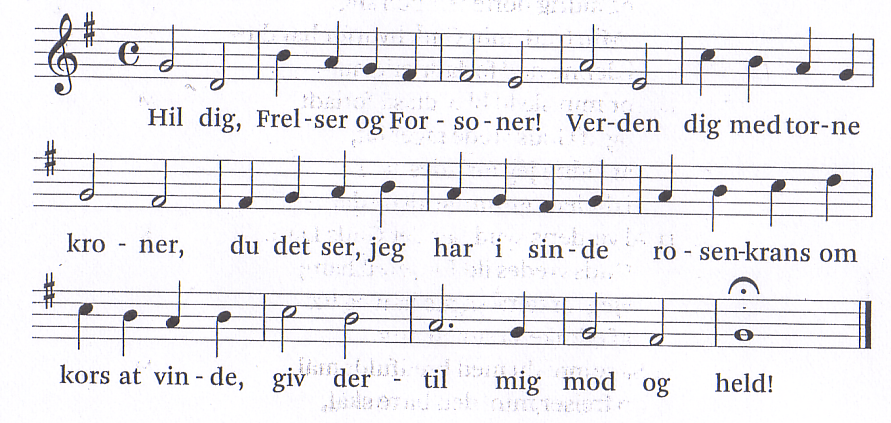 Hil dig, Frel-ser og For-so-ner! Ver-den dig med tor-ne
kro-ner, du det ser, jeg har i sin-de ro-sen-krans om
kors at vin-de, giv der-til mig mod og held!